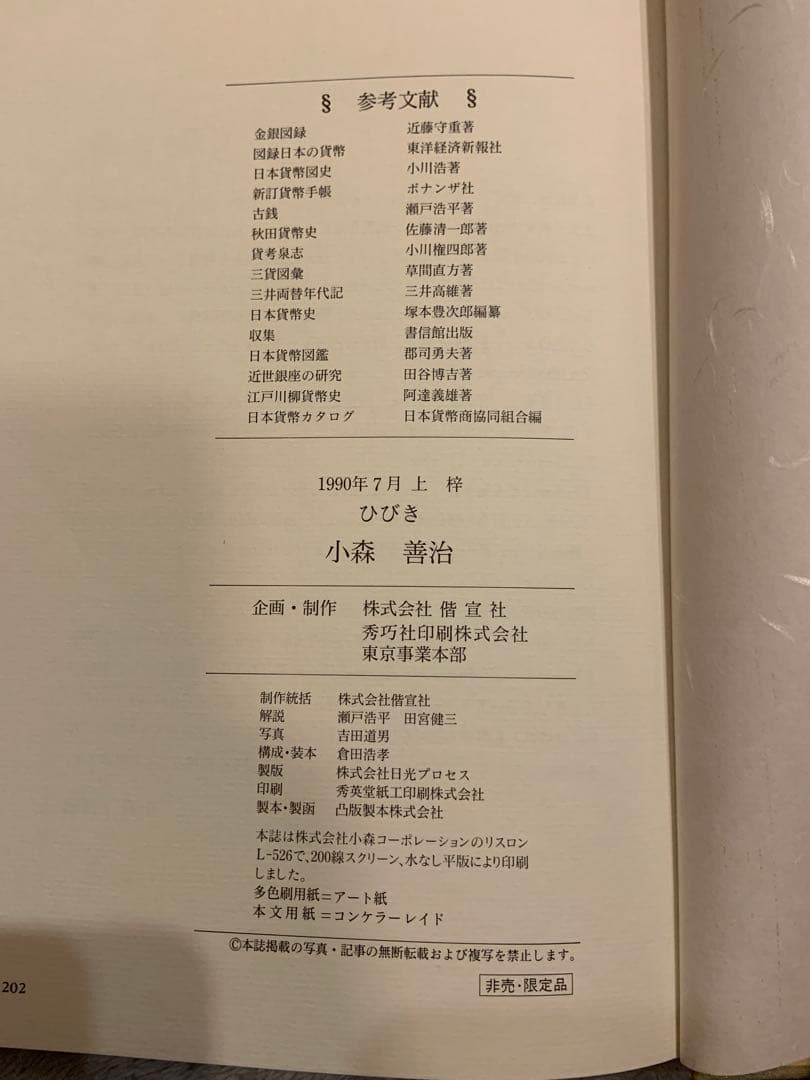 § 参考文献 §
金銀図録 近藤守重著
図録日本の貨幣 東洋経済新報社
日本貨幣図史 小川浩著
新訂貨幣手帳 ボナンザ社
古銭 瀬戸浩平著
秋田貨幣史 佐藤清一郎著
貨考泉志 小川権四郎著
三貨図彙 草間直方著
三井両替年代記 三井高維著
日本貨幣史 塚本豊次郎編纂
収集 書信館出版
日本貨幣図鑑 郡司勇夫著
近世銀座の研究 田谷博吉著
江戸川柳貨幣史 阿達義雄著
日本貨幣カタログ 日本貨幣商協同組合編
1990年7月 上 梓
ひびき
小森 善治
企画・制作 株式会社 偕宣社
秀巧社印刷株式会社
東京事業本部
制作統括 株式会社偕宣社
解説 瀬戸浩平 田宮健三
写真 吉田道男
構成・装本 倉田浩孝
製版 株式会社日光プロセス
印刷 秀英堂紙工印刷株式会社
製本・製函 凸版製本株式会社
本誌は株式会社小森コーポレーションのリスロン
L-526で、200線スクリーン、水なし平版により印刷
しました。
多色刷用紙=アート紙
本文用紙=コンケラーレイド
©本誌掲載の写真・記事の無断転載および複写を禁止します。
非売・限定品
202